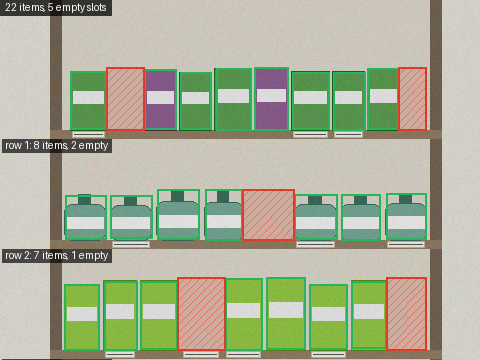 22 items, 5 empty slots
row 1: 8 items, 2 empty
row 2: 7 items, 1 empty